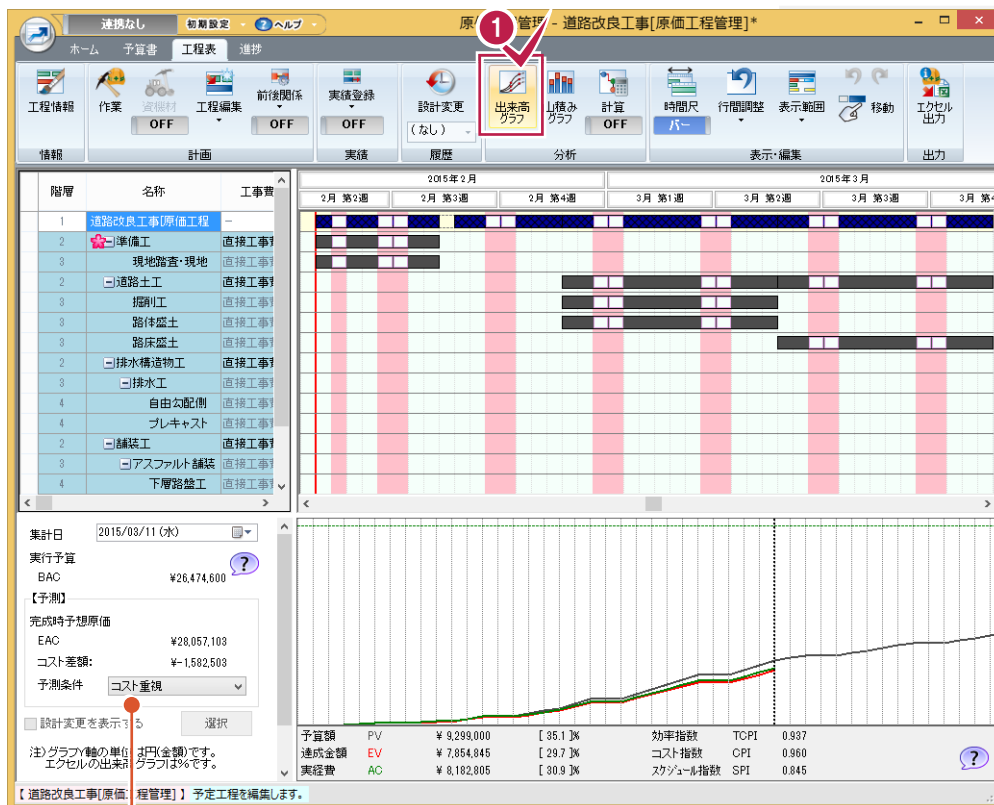 連携なし 初期設定 ヘルプ 原 管理 - 道路改良工事[原価工程管理]*
1
ホーム 予算書 工程表 進捗
工程情報 作業 資機材 工程編集 前後関係 実績登録 設計変更 出来高グラフ 山積みグラフ 計算 時間尺 行間調整 表示範囲 移動 エクセル出力
OFF OFF OFF (なし) OFF バー
情報 計画 実績 履歴 分析 表示・編集 出力
階層 名称 工事費
2015年2月 2015年3月
2月 第2週 2月 第3週 2月 第4週 3月 第1週 3月 第2週 3月 第3週 3月 第4
1 道路改良工事[原価工程 -
2 準備工 直接工事費
3 現地踏査・現地 直接工事費
2 道路土工 直接工事費
3 掘削工 直接工事費
3 路体盛土 直接工事費
3 路床盛土 直接工事費
2 排水構造物工 直接工事費
3 排水工 直接工事費
4 自由勾配側 直接工事費
4 プレキャスト 直接工事費
2 舗装工 直接工事費
3 アスファルト舗装 直接工事費
4 下層路盤工 直接工事費
集計日 2015/03/11 (水)
実行予算
BAC ¥26,474,600
?
【予測】
完成時予想原価
EAC ¥28,057,103
コスト差額: ¥-1,582,503
予測条件 コスト重視
設計変更を表示する 選択
注)グラフY軸の単位は円(金額)です。
エクセルの出来高グラフは%です。
予算額 PV ¥ 9,299,000 [ 35.1 ]% 効率指数 TCPI 0.937
達成金額 EV ¥ 7,854,845 [ 29.7 ]% コスト指数 CPI 0.960
実経費 AC ¥ 8,182,805 [ 30.9 ]% スケジュール指数 SPI 0.845
?
【 道路改良工事[原価工程管理] 】 予定工程を編集します。